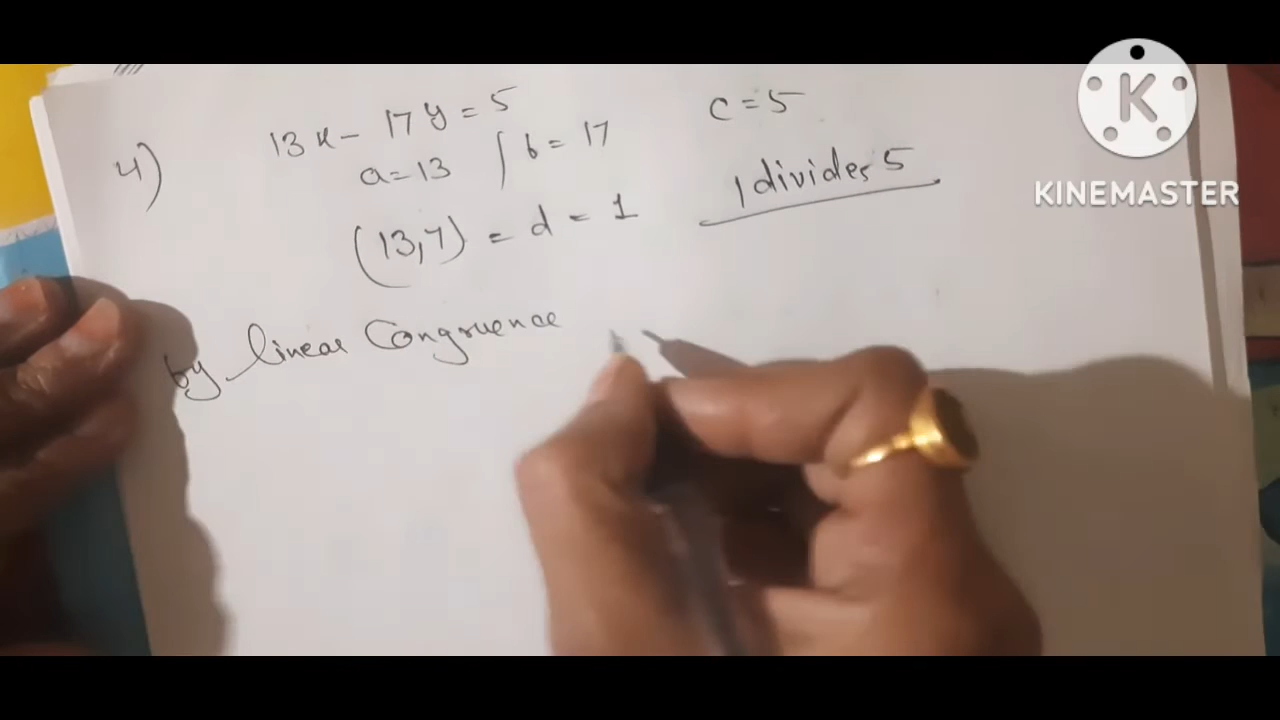 4) 13x - 17y = 5 c = 5
a = 13 | b = 17
(13,7) = d = 1 1 divides 5
by linear Congruence
K
KINEMASTER